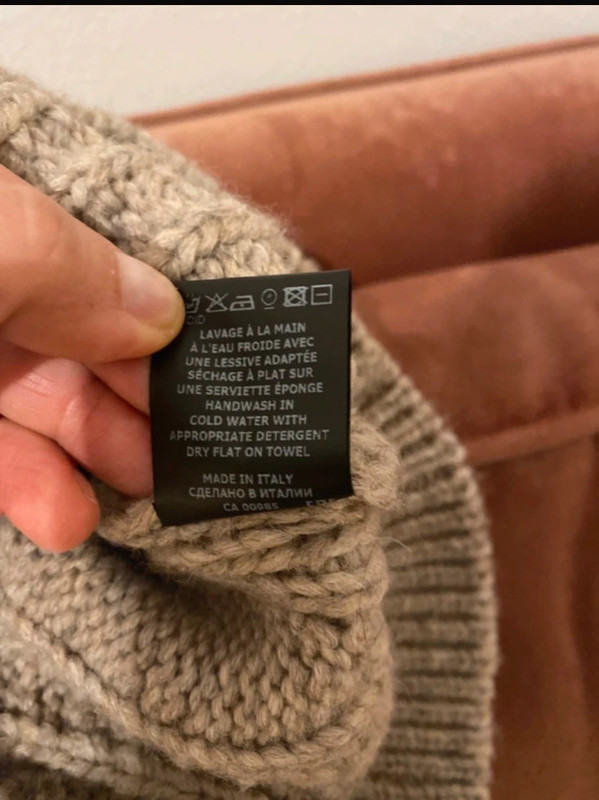 LAVAGE À LA MAIN
À L'EAU FROIDE AVEC
UNE LESSIVE ADAPTÉE
SÉCHAGE À PLAT SUR
UNE SERVIETTE ÉPONGE
HANDWASH IN
COLD WATER WITH
APPROPRIATE DETERGENT
DRY FLAT ON TOWEL
MADE IN ITALY
СДЕЛАНО В ИТАЛИИ
CA 00985